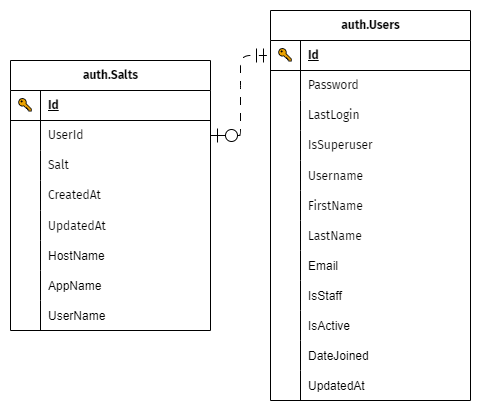 auth.Salts
Id
UserId
Salt
CreatedAt
UpdatedAt
HostName
AppName
UserName
auth.Users
Id
Password
LastLogin
IsSuperuser
Username
FirstName
LastName
Email
IsStaff
IsActive
DateJoined
UpdatedAt